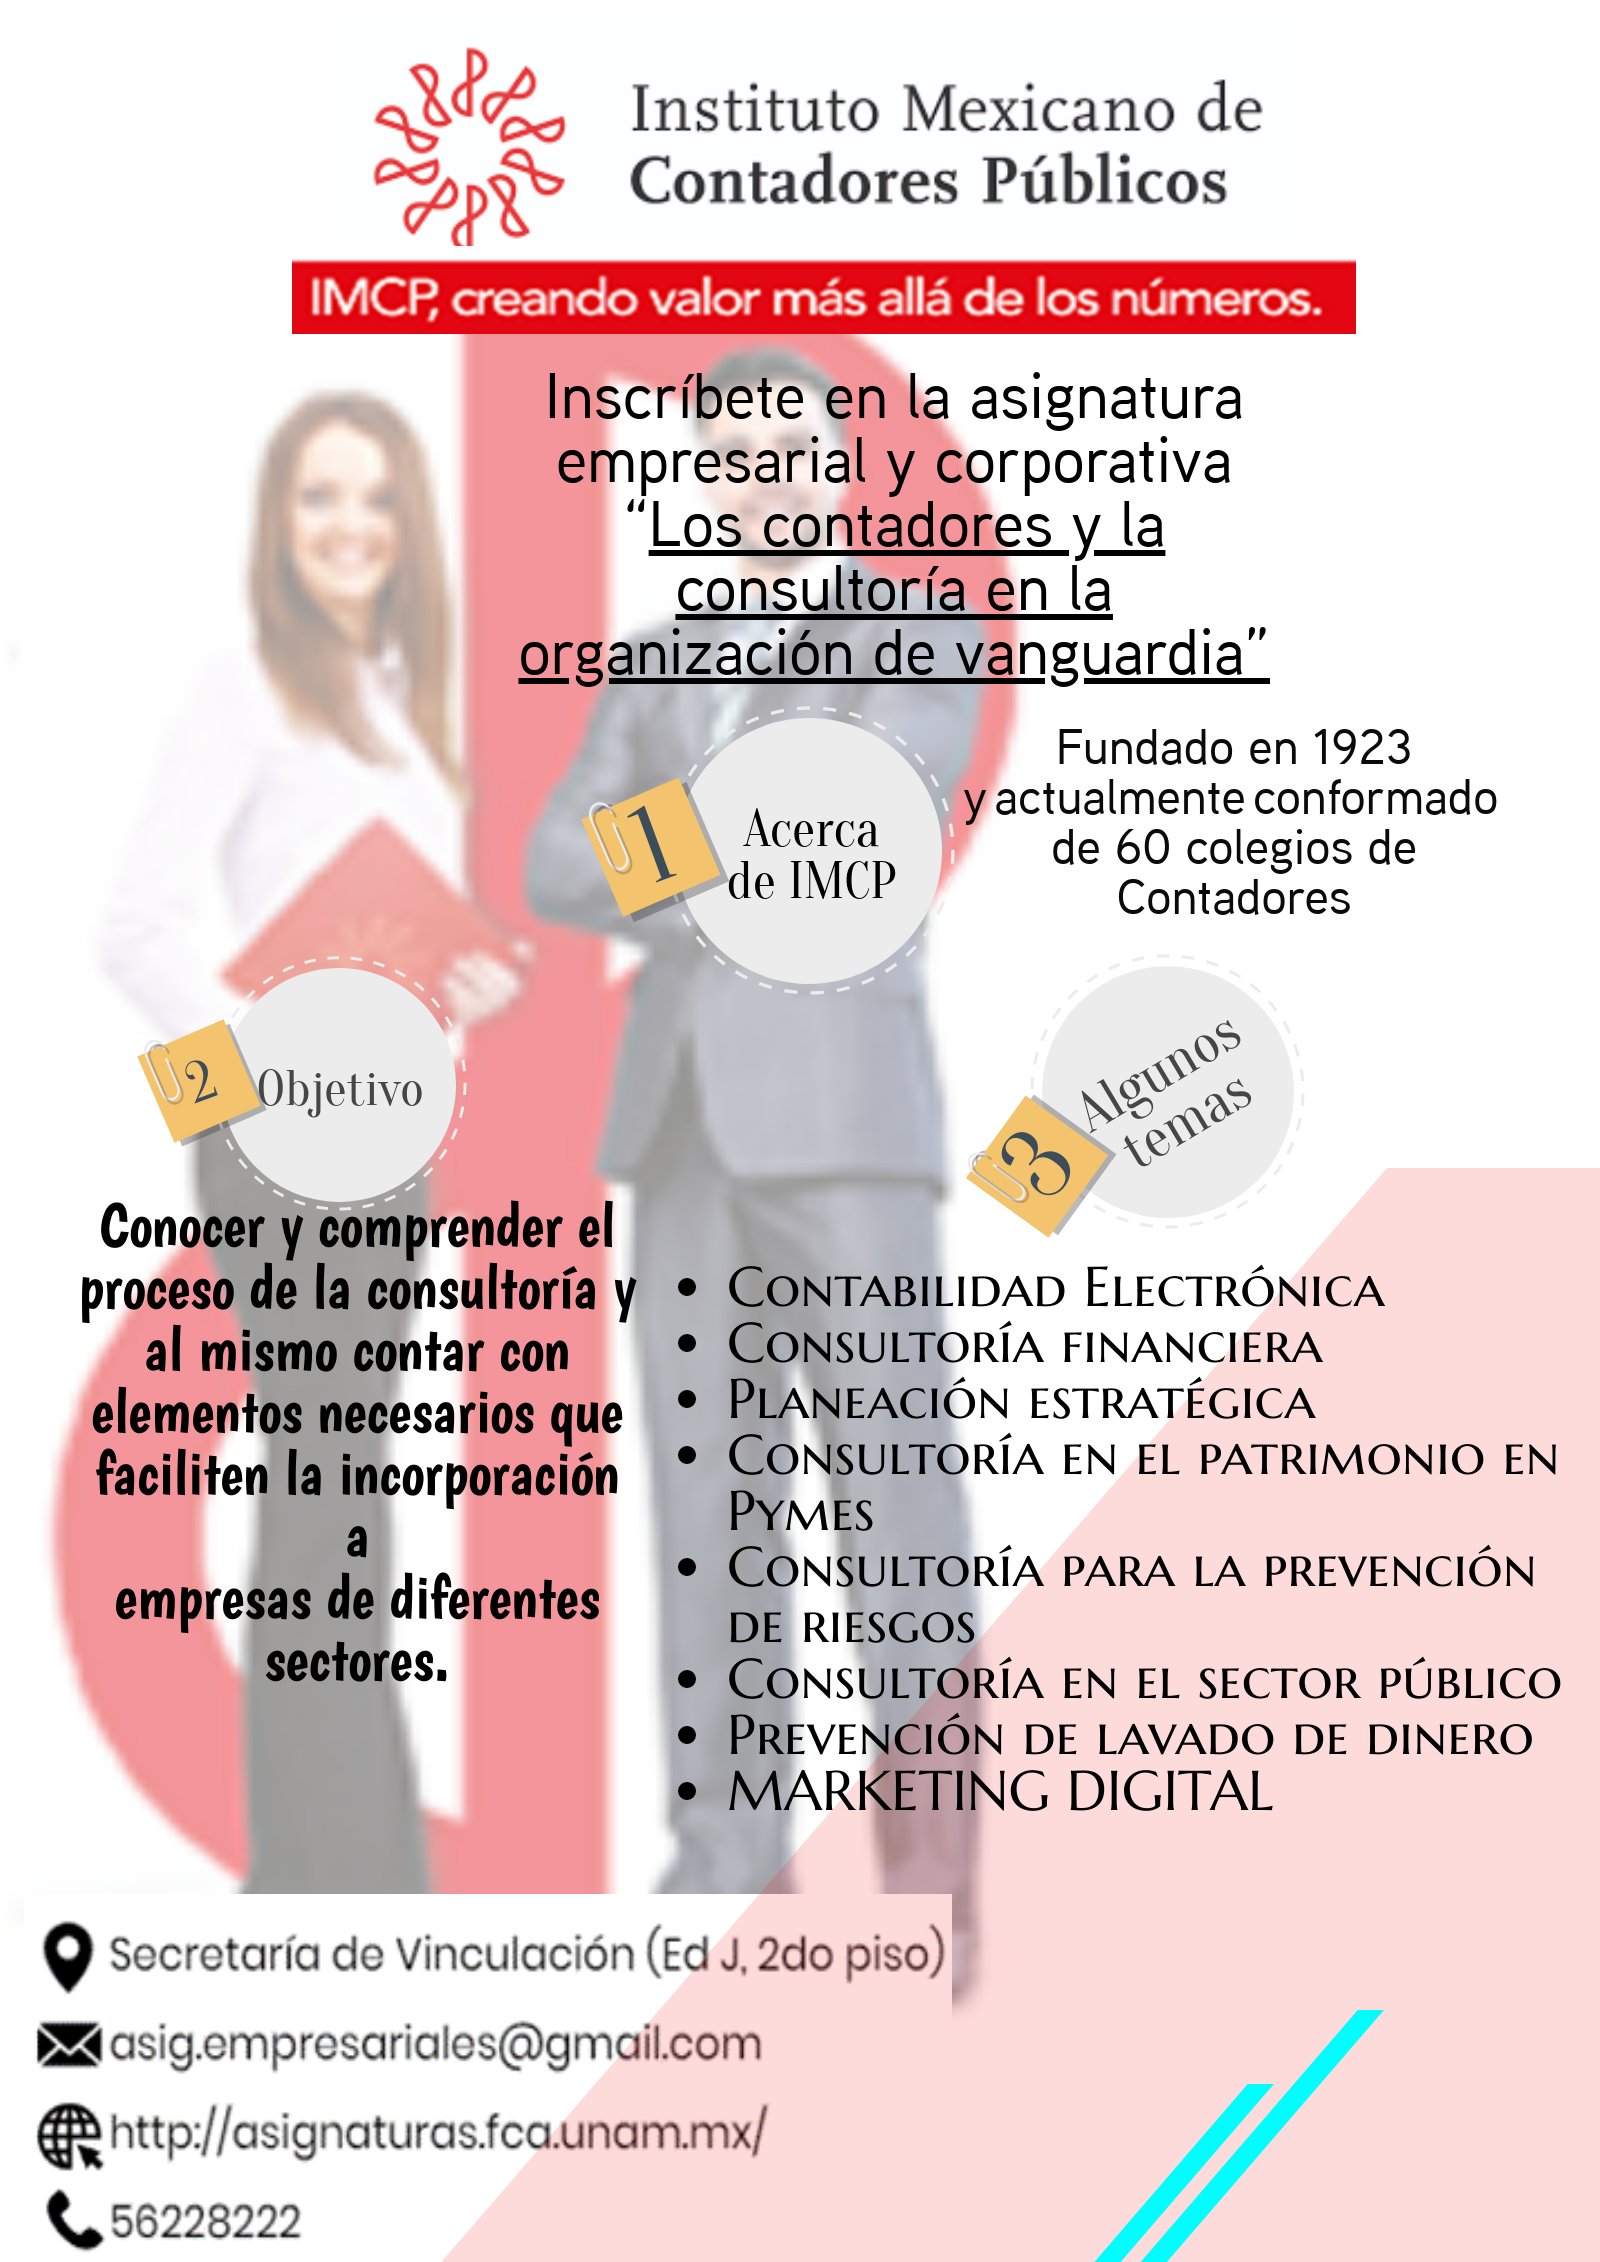 Instituto Mexicano de
Contadores Públicos
IMCP, creando valor más allá de los números.
Inscríbete en la asignatura
empresarial y corporativa
“Los contadores y la
consultoría en la
organización de vanguardia”
1
Acerca
de IMCP
Fundado en 1923
y actualmente conformado
de 60 colegios de
Contadores
2
Objetivo
Conocer y comprender el
proceso de la consultoría y
al mismo contar con
elementos necesarios que
faciliten la incorporación
a
empresas de diferentes
sectores.
3
Algunos
temas
• Contabilidad Electrónica
• Consultoría financiera
• Planeación estratégica
• Consultoría en el patrimonio en
Pymes
• Consultoría para la prevención
de riesgos
• Consultoría en el sector público
• Prevención de lavado de dinero
• MARKETING DIGITAL
Secretaría de Vinculación (Ed J, 2do piso)
asig.empresariales@gmail.com
http://asignaturas.fca.unam.mx/
56228222